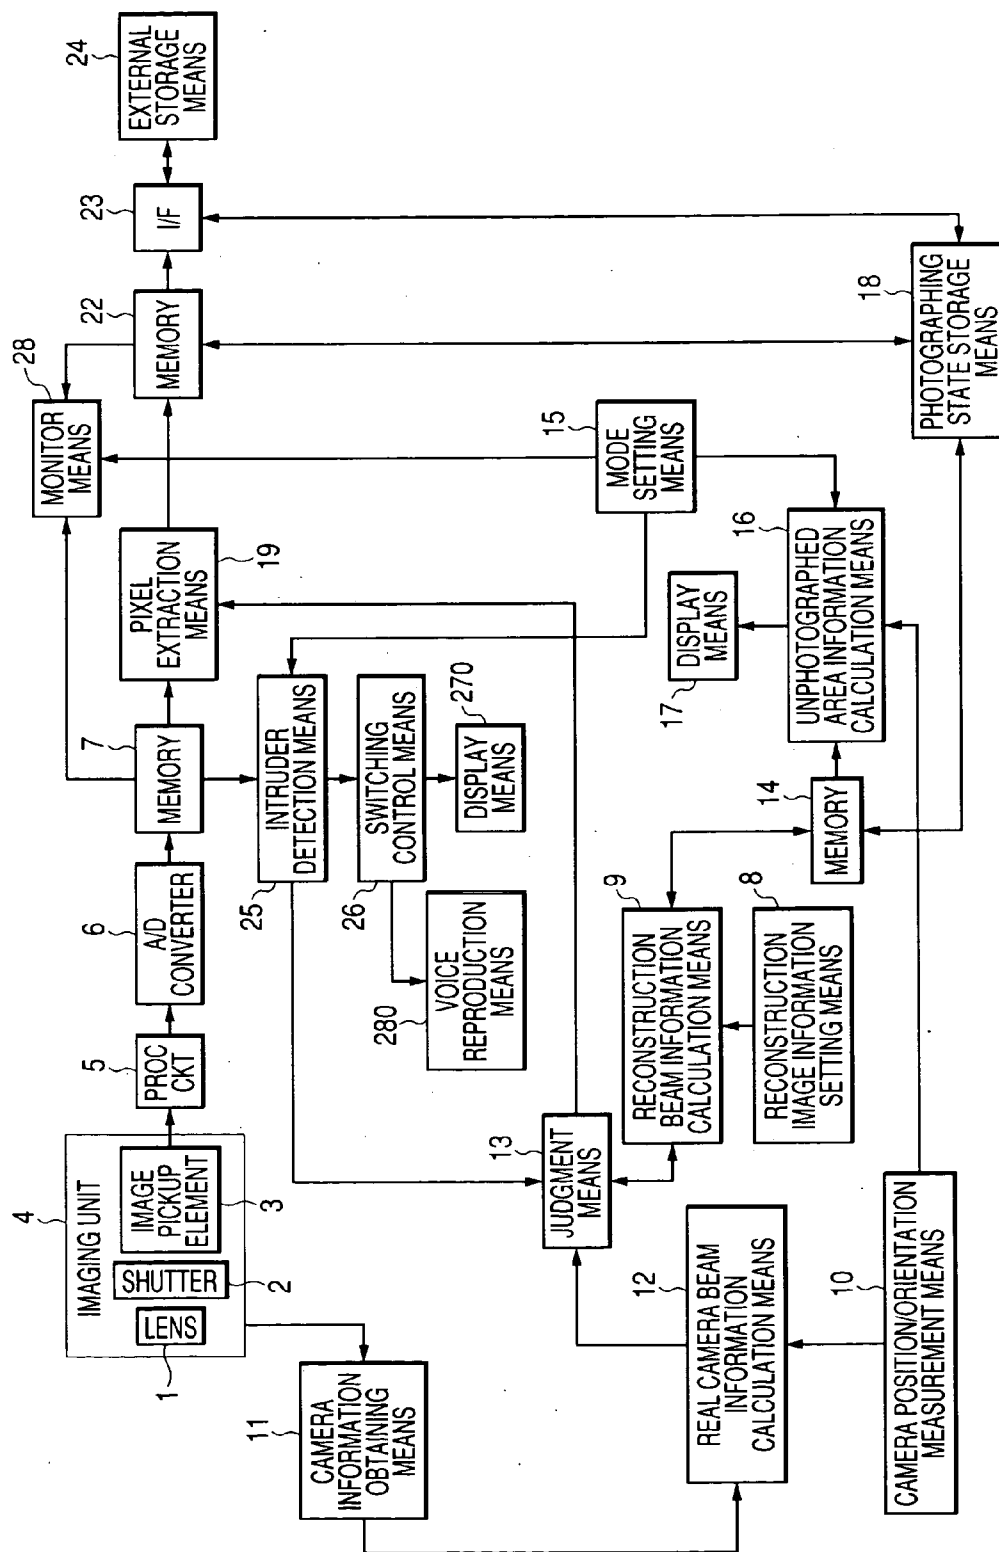 4
IMAGING UNIT
LENS
1
SHUTTER
2
IMAGE
PICKUP
ELEMENT
3
5
PROC
CKT
6
A/D
CONVERTER
7
MEMORY
PIXEL
EXTRACTION
MEANS
19
28
MONITOR
MEANS
22
MEMORY
23
I/F
24
EXTERNAL
STORAGE
MEANS
11
CAMERA
INFORMATION
OBTAINING
MEANS
25
INTRUDER
DETECTION MEANS
26
SWITCHING
CONTROL MEANS
270
DISPLAY
MEANS
280
VOICE
REPRODUCTION
MEANS
15
MODE
SETTING
MEANS
13
JUDGMENT
MEANS
9
RECONSTRUCTION
BEAM INFORMATION
CALCULATION MEANS
8
RECONSTRUCTION
IMAGE INFORMATION
SETTING MEANS
14
MEMORY
17
DISPLAY
MEANS
16
UNPHOTOGRAPHED
AREA INFORMATION
CALCULATION MEANS
18
PHOTOGRAPHING
STATE STORAGE
MEANS
12
REAL CAMERA BEAM
INFORMATION
CALCULATION MEANS
10
CAMERA POSITION/ORIENTATION
MEASUREMENT MEANS